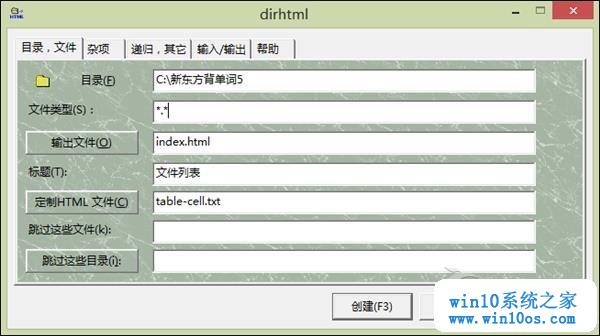 dirhtml
目录，文件 杂项 递归，其它 输入/输出 帮助
目录(F) C:\新东方背单词5
文件类型(S)： *.*
输出文件(O) index.html
标题(T): 文件列表
定制HTML 文件(C) table-cell.txt
跳过这些文件(k):
跳过这些目录(i):
创建(F3)
win10系统之家
www.win10os.com